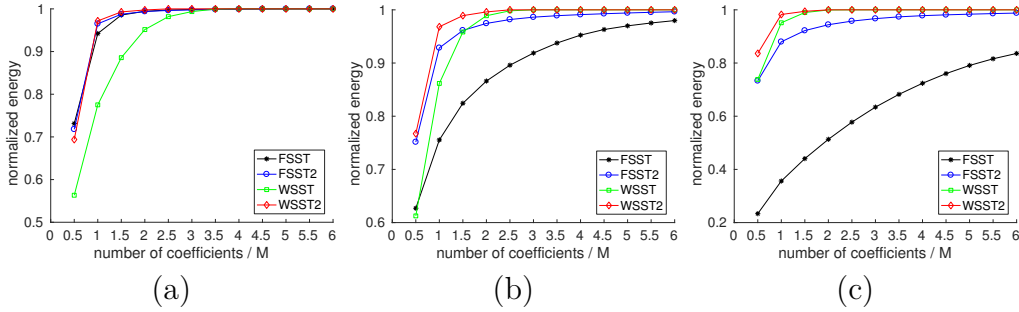 1
0.9
0.8
0.7
0.6
0.5
normalized energy
FSST
FSST2
WSST
WSST2
0 0.5 1 1.5 2 2.5 3 3.5 4 4.5 5 5.5 6
number of coefficients / M
(a)
1
0.9
0.8
0.7
0.6
normalized energy
FSST
FSST2
WSST
WSST2
0 0.5 1 1.5 2 2.5 3 3.5 4 4.5 5 5.5 6
number of coefficients / M
(b)
1
0.8
0.6
0.4
0.2
normalized energy
FSST
FSST2
WSST
WSST2
0 0.5 1 1.5 2 2.5 3 3.5 4 4.5 5 5.5 6
number of coefficients / M
(c)